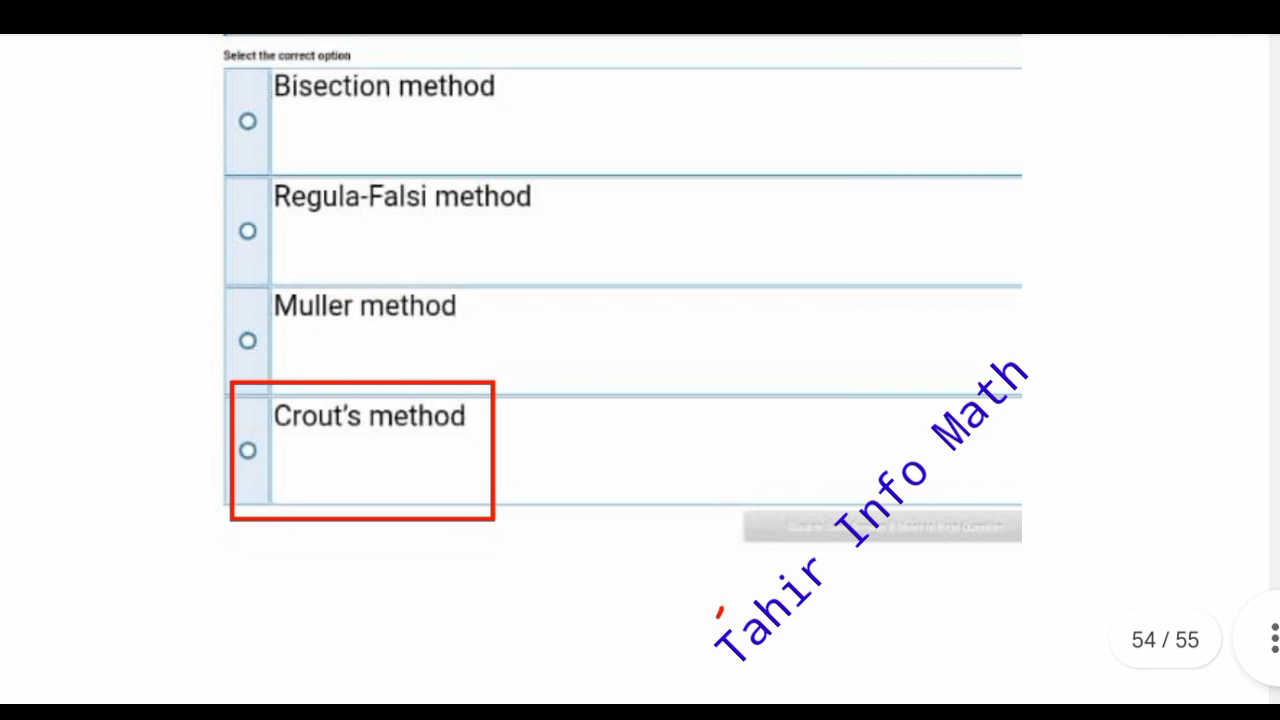 Select the correct option
Bisection method
Regula-Falsi method
Muller method
Crout's method
Tahir Info Math
54 / 55